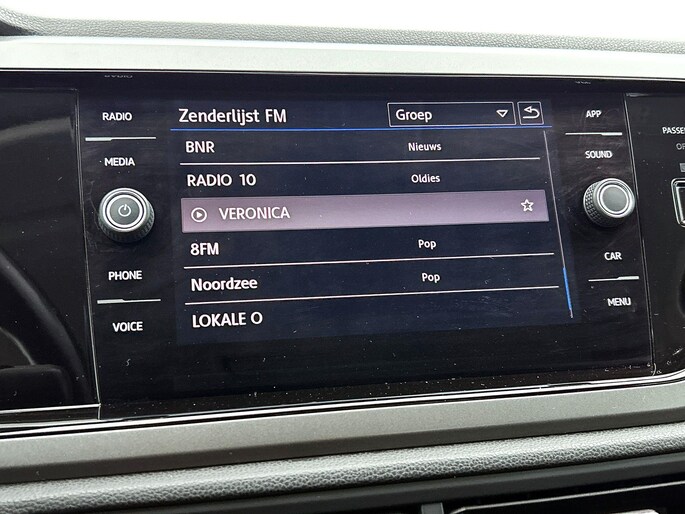 Zenderlijst FM
Groep
BNR Nieuws
RADIO 10 Oldies
VERONICA
8FM Pop
Noordzee Pop
LOKALE O
RADIO
MEDIA
PHONE
VOICE
APP
SOUND
CAR
MENU